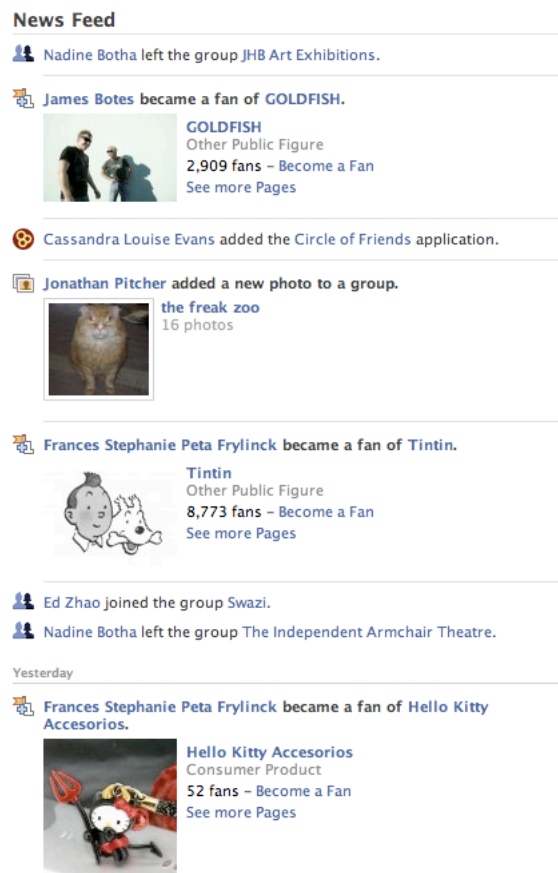 News Feed
Nadine Botha left the group JHB Art Exhibitions.
James Botes became a fan of GOLDFISH.
GOLDFISH
Other Public Figure
2,909 fans – Become a Fan
See more Pages
Cassandra Louise Evans added the Circle of Friends application.
Jonathan Pitcher added a new photo to a group.
the freak zoo
16 photos
Frances Stephanie Peta Frylinck became a fan of Tintin.
Tintin
Other Public Figure
8,773 fans – Become a Fan
See more Pages
Ed Zhao joined the group Swazi.
Nadine Botha left the group The Independent Armchair Theatre.
Yesterday
Frances Stephanie Peta Frylinck became a fan of Hello Kitty
Accesorios.
Hello Kitty Accesorios
Consumer Product
52 fans – Become a Fan
See more Pages